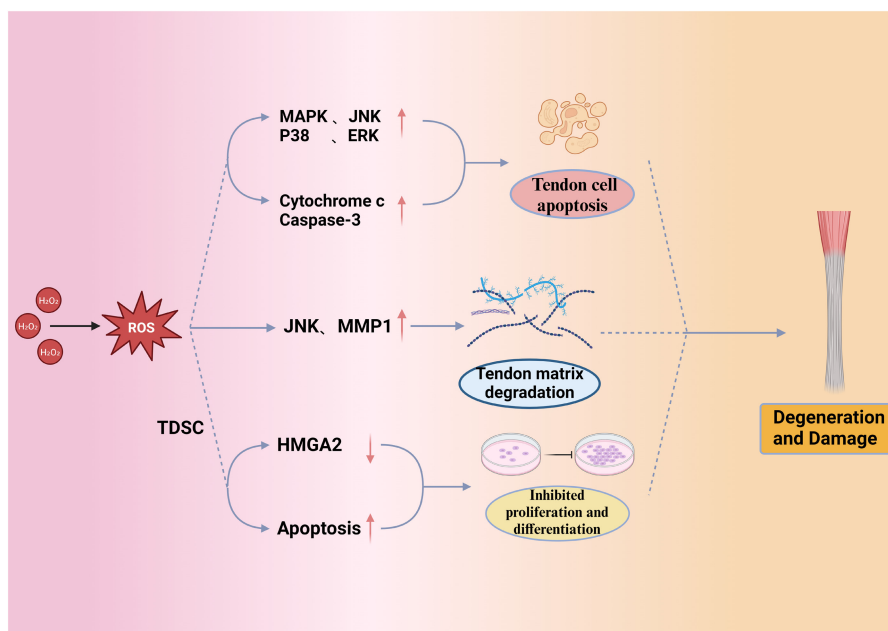 MAPK 、 JNK
P38 、 ERK
Tendon cell
apoptosis
Cytochrome c
Caspase-3
H₂O₂
H₂O₂
H₂O₂
ROS
JNK、MMP1
Tendon matrix
degradation
TDSC
HMGA2
Apoptosis
Inhibited
proliferation and
differentiation
Degeneration
and Damage